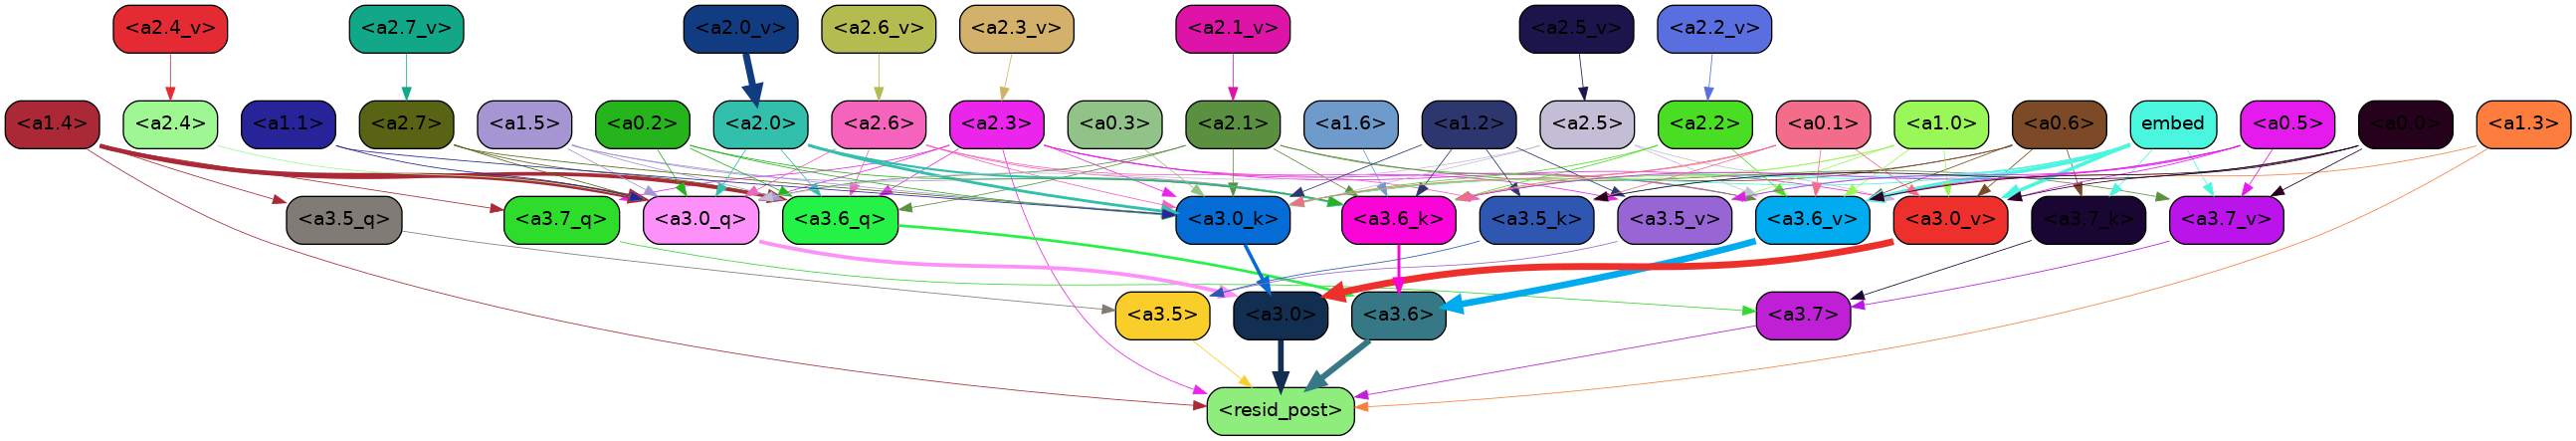 <a2.4_v> <a2.7_v> <a2.0_v> <a2.6_v> <a2.3_v> <a2.1_v> <a2.5_v> <a2.2_v>
<a1.4> <a2.4> <a1.1> <a2.7> <a1.5> <a0.2> <a2.0> <a2.6> <a2.3> <a0.3> <a2.1> <a1.6> <a1.2> <a2.5> <a2.2> <a0.1> <a1.0> <a0.6> embed <a0.5> <a0.0> <a1.3>
<a3.5_q> <a3.7_q> <a3.0_q> <a3.6_q> <a3.0_k> <a3.6_k> <a3.5_k> <a3.5_v> <a3.6_v> <a3.0_v> <a3.7_k> <a3.7_v>
<a3.5> <a3.0> <a3.6> <a3.7>
<resid_post>